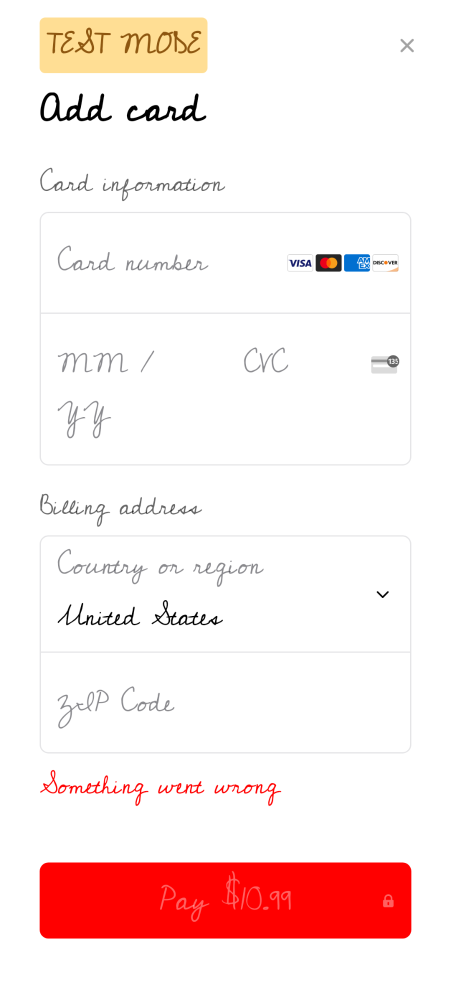 TEST MODE
Add card
Card information
Card number VISA AMEX DISCOVER
MM / YY CVC 135
Billing address
Country or region
United States
ZIP Code
Something went wrong
Pay $10.99